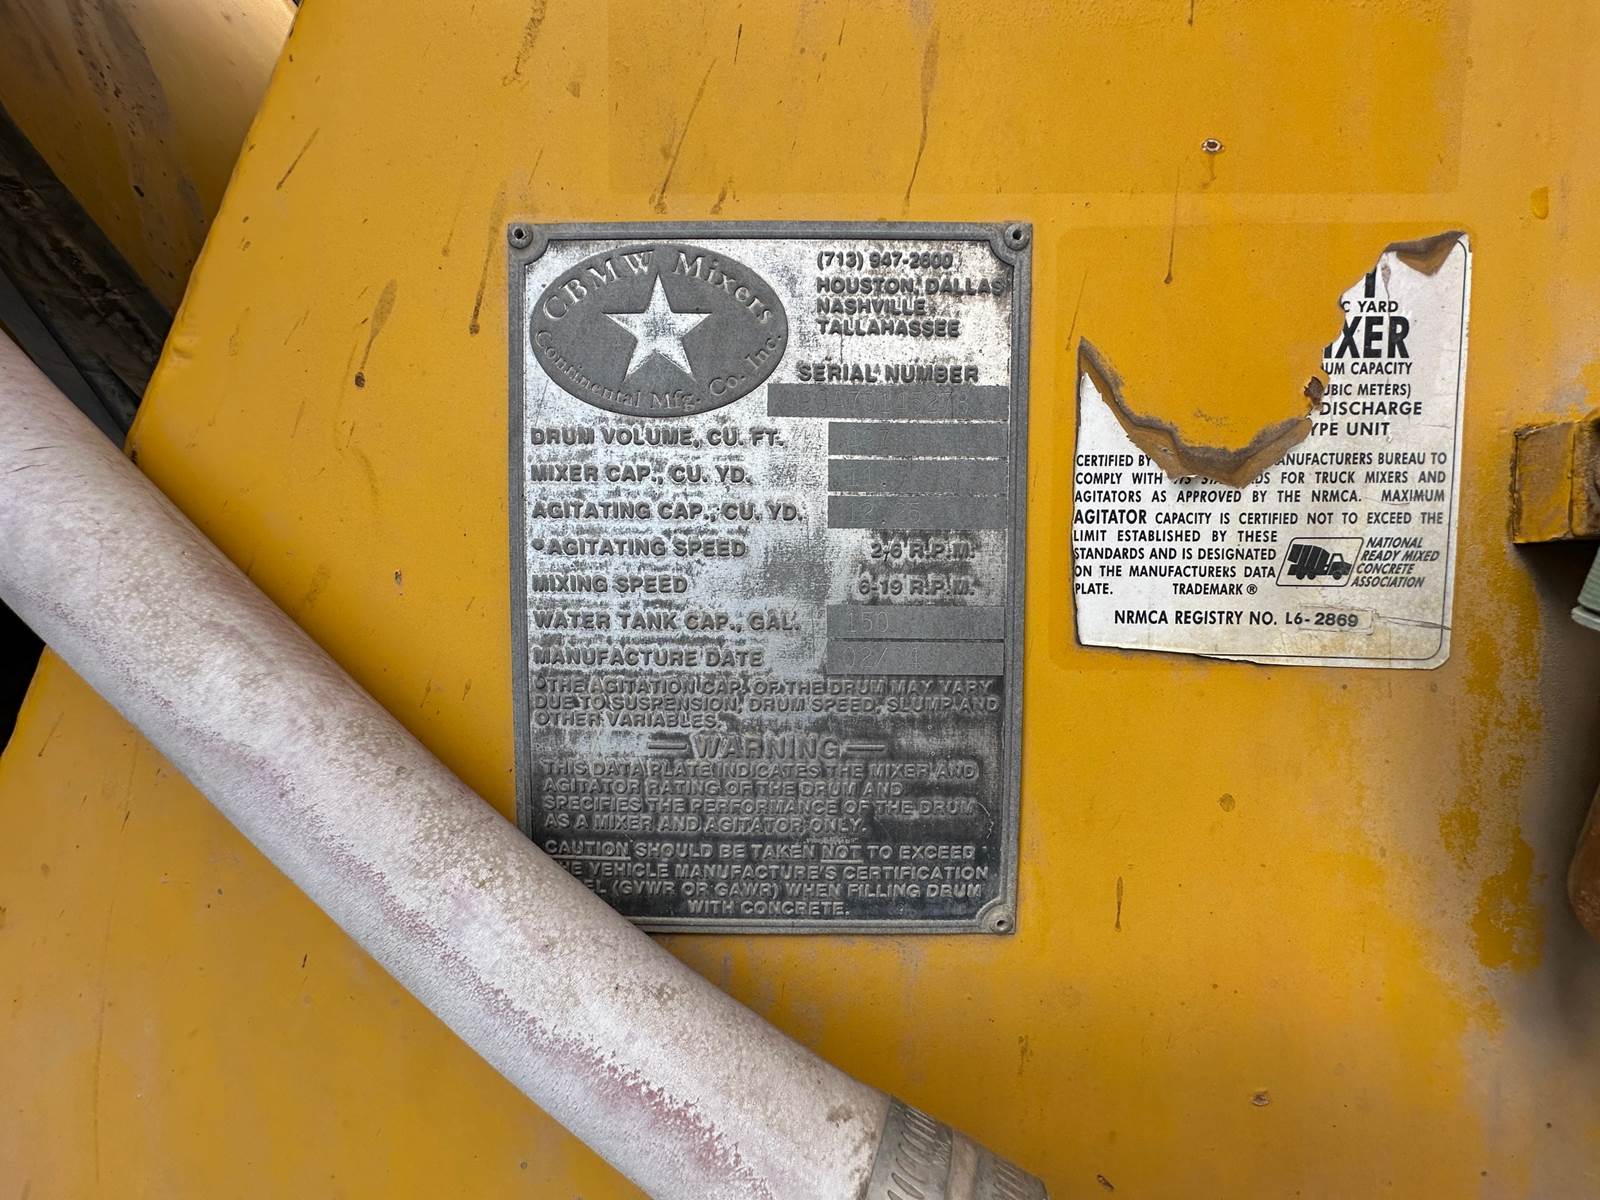 CBMW Mixers
Continental Mfg. Co. Inc.
(713) 947-2600
HOUSTON, DALLAS
NASHVILLE
TALLAHASSEE
SERIAL NUMBER
DRUM VOLUME, CU. FT.
MIXER CAP., CU. YD.
AGITATING CAP., CU. YD.
*AGITATING SPEED 2-6 R.P.M.
MIXING SPEED 6-19 R.P.M.
WATER TANK CAP., GAL. 150
MANUFACTURE DATE
*THE AGITATION CAP. OF THE DRUM MAY VARY
DUE TO SUSPENSION, DRUM SPEED, SLUMP AND
OTHER VARIABLES.
WARNING
THIS DATA PLATE INDICATES THE MIXER AND
AGITATOR RATING OF THE DRUM AND
SPECIFIES THE PERFORMANCE OF THE DRUM
AS A MIXER AND AGITATOR ONLY.
CAUTION SHOULD BE TAKEN NOT TO EXCEED
THE VEHICLE MANUFACTURE'S CERTIFICATION
EL (GVWR OR GAWR) WHEN FILLING DRUM
WITH CONCRETE.
C YARD
IXER
UM CAPACITY
UBIC METERS)
DISCHARGE
YPE UNIT
CERTIFIED BY ANUFACTURERS BUREAU TO
COMPLY WITH DS FOR TRUCK MIXERS AND
AGITATORS AS APPROVED BY THE NRMCA. MAXIMUM
AGITATOR CAPACITY IS CERTIFIED NOT TO EXCEED THE
LIMIT ESTABLISHED BY THESE
STANDARDS AND IS DESIGNATED
ON THE MANUFACTURERS DATA
PLATE. TRADEMARK ®
NATIONAL
READY MIXED
CONCRETE
ASSOCIATION
NRMCA REGISTRY NO. L6-2869